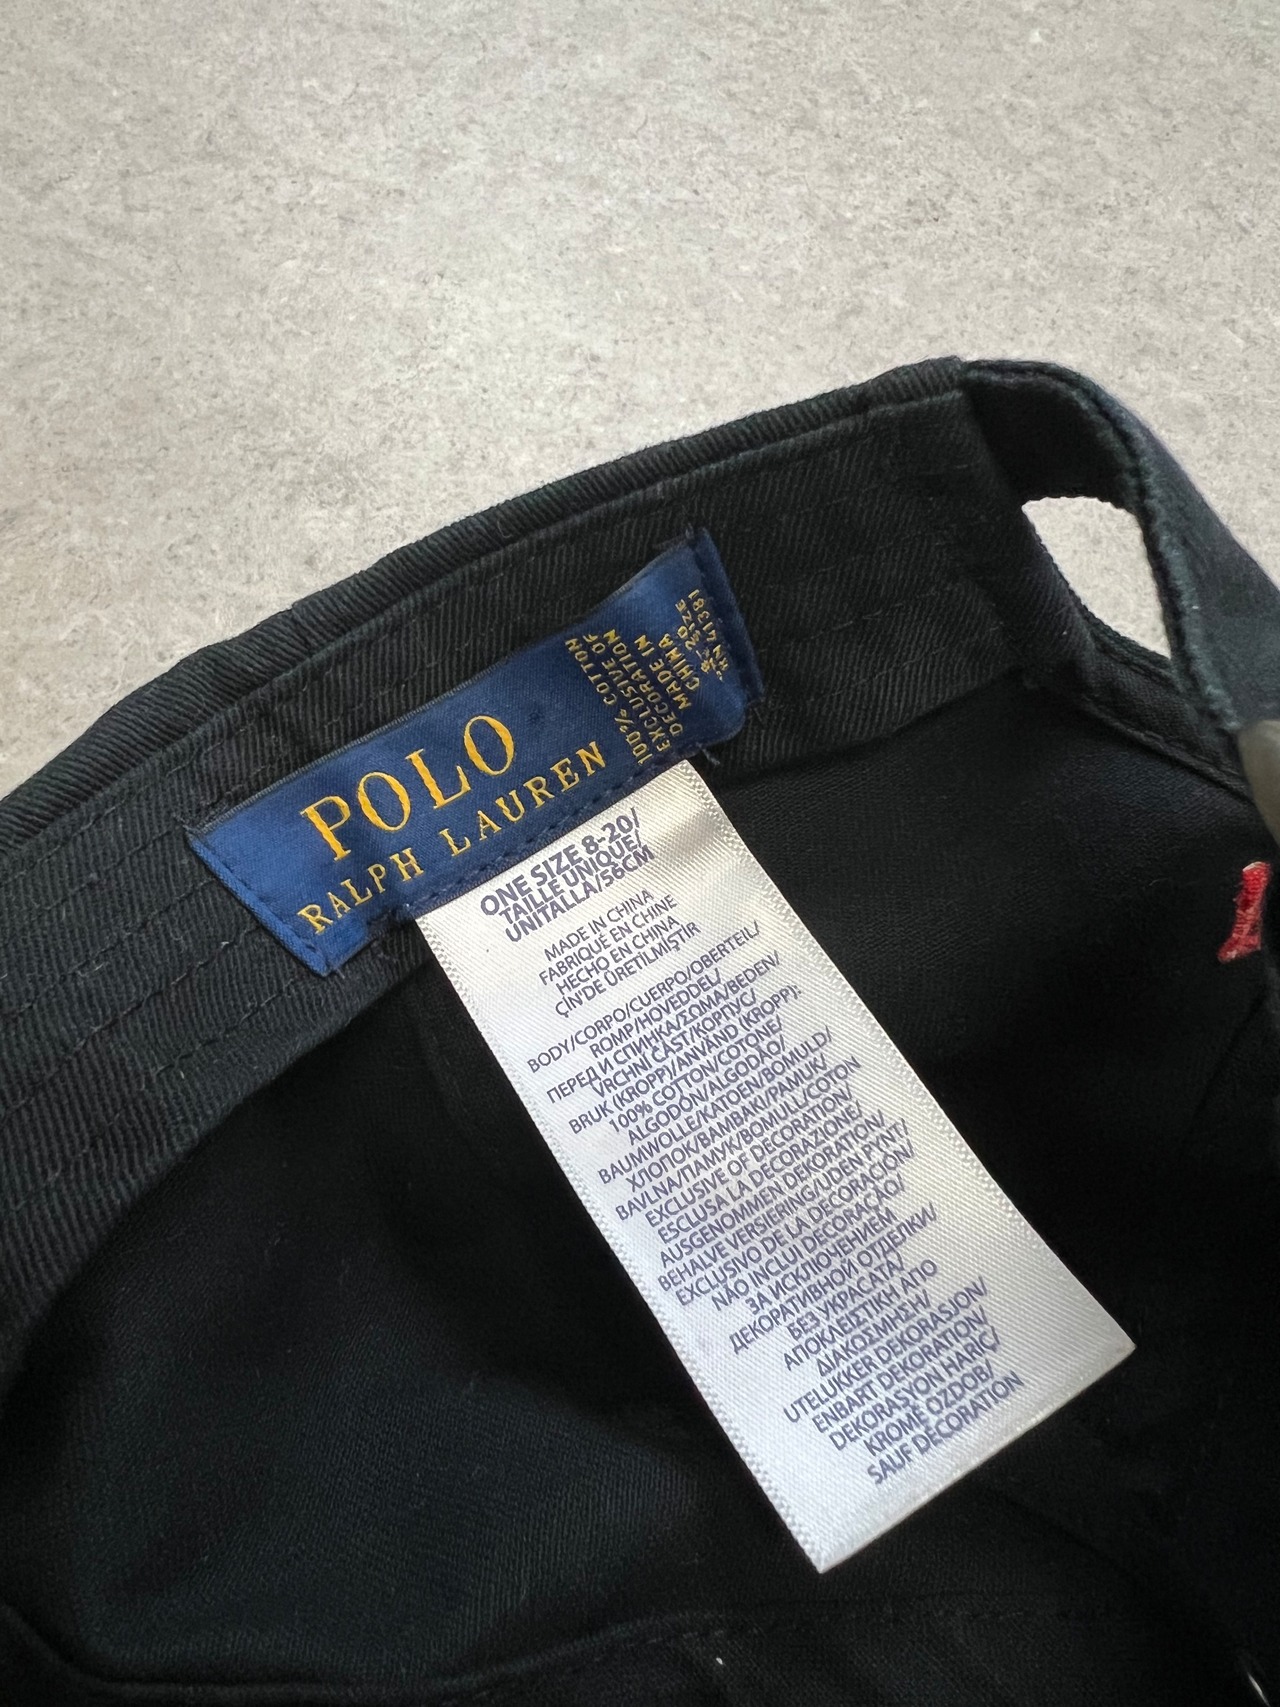 POLO
RALPH LAUREN
100% COTTON
EXCLUSIVE OF
DECORATION
MADE IN
CHINA
SIZE
RN 41381
ONE SIZE 8-20/
TAILLE UNIQUE/
UNITALLA/56CM
MADE IN CHINA
FABRIQUÉ EN CHINE
HECHO EN CHINA
ÇİN'DE ÜRETİLMİŞTİR
BODY/CORPO/CUERPO/OBERTEIL/
ROMP/HOVEDDEL/
ПЕРЕД И СПИНКА/ΣΩΜΑ/BEDEN/
VRCHNÍ ČÁST/КОРПУС/
BRUK (KROPP)/ANVÄND (KROPP):
100% COTTON/COTONE/
ALGODÓN/ALGODÃO/
BAUMWOLLE/KATOEN/BOMULD/
ХЛОПОК/ΒΑΜΒΑΚΙ/PAMUK/
BAVLNA/ПАМУК/BOMULL/COTON
EXCLUSIVE OF DECORATION/
ESCLUSA LA DECORAZIONE/
AUSGENOMMEN DEKORATION/
BEHALVE VERSIERING/UDEN PYNT/
EXCLUSIVO DE LA DECORACIÓN/
NÃO INCLUI DECORAÇÃO/
ЗА ИСКЛЮЧЕНИЕМ
ДЕКОРАТИВНОЙ ОТДЕЛКИ/
БЕЗ УКРАСАТА/
ΑΠΟΚΛΕΙΣΤΙΚΗ ΑΠΟ
ΔΙΑΚΟΣΜΗΣΗ/
UTELUKKER DEKORASJON/
ENBART DEKORATION/
DEKORASYON HARİÇ/
KROMĚ OZDOB/
SAUF DÉCORATION